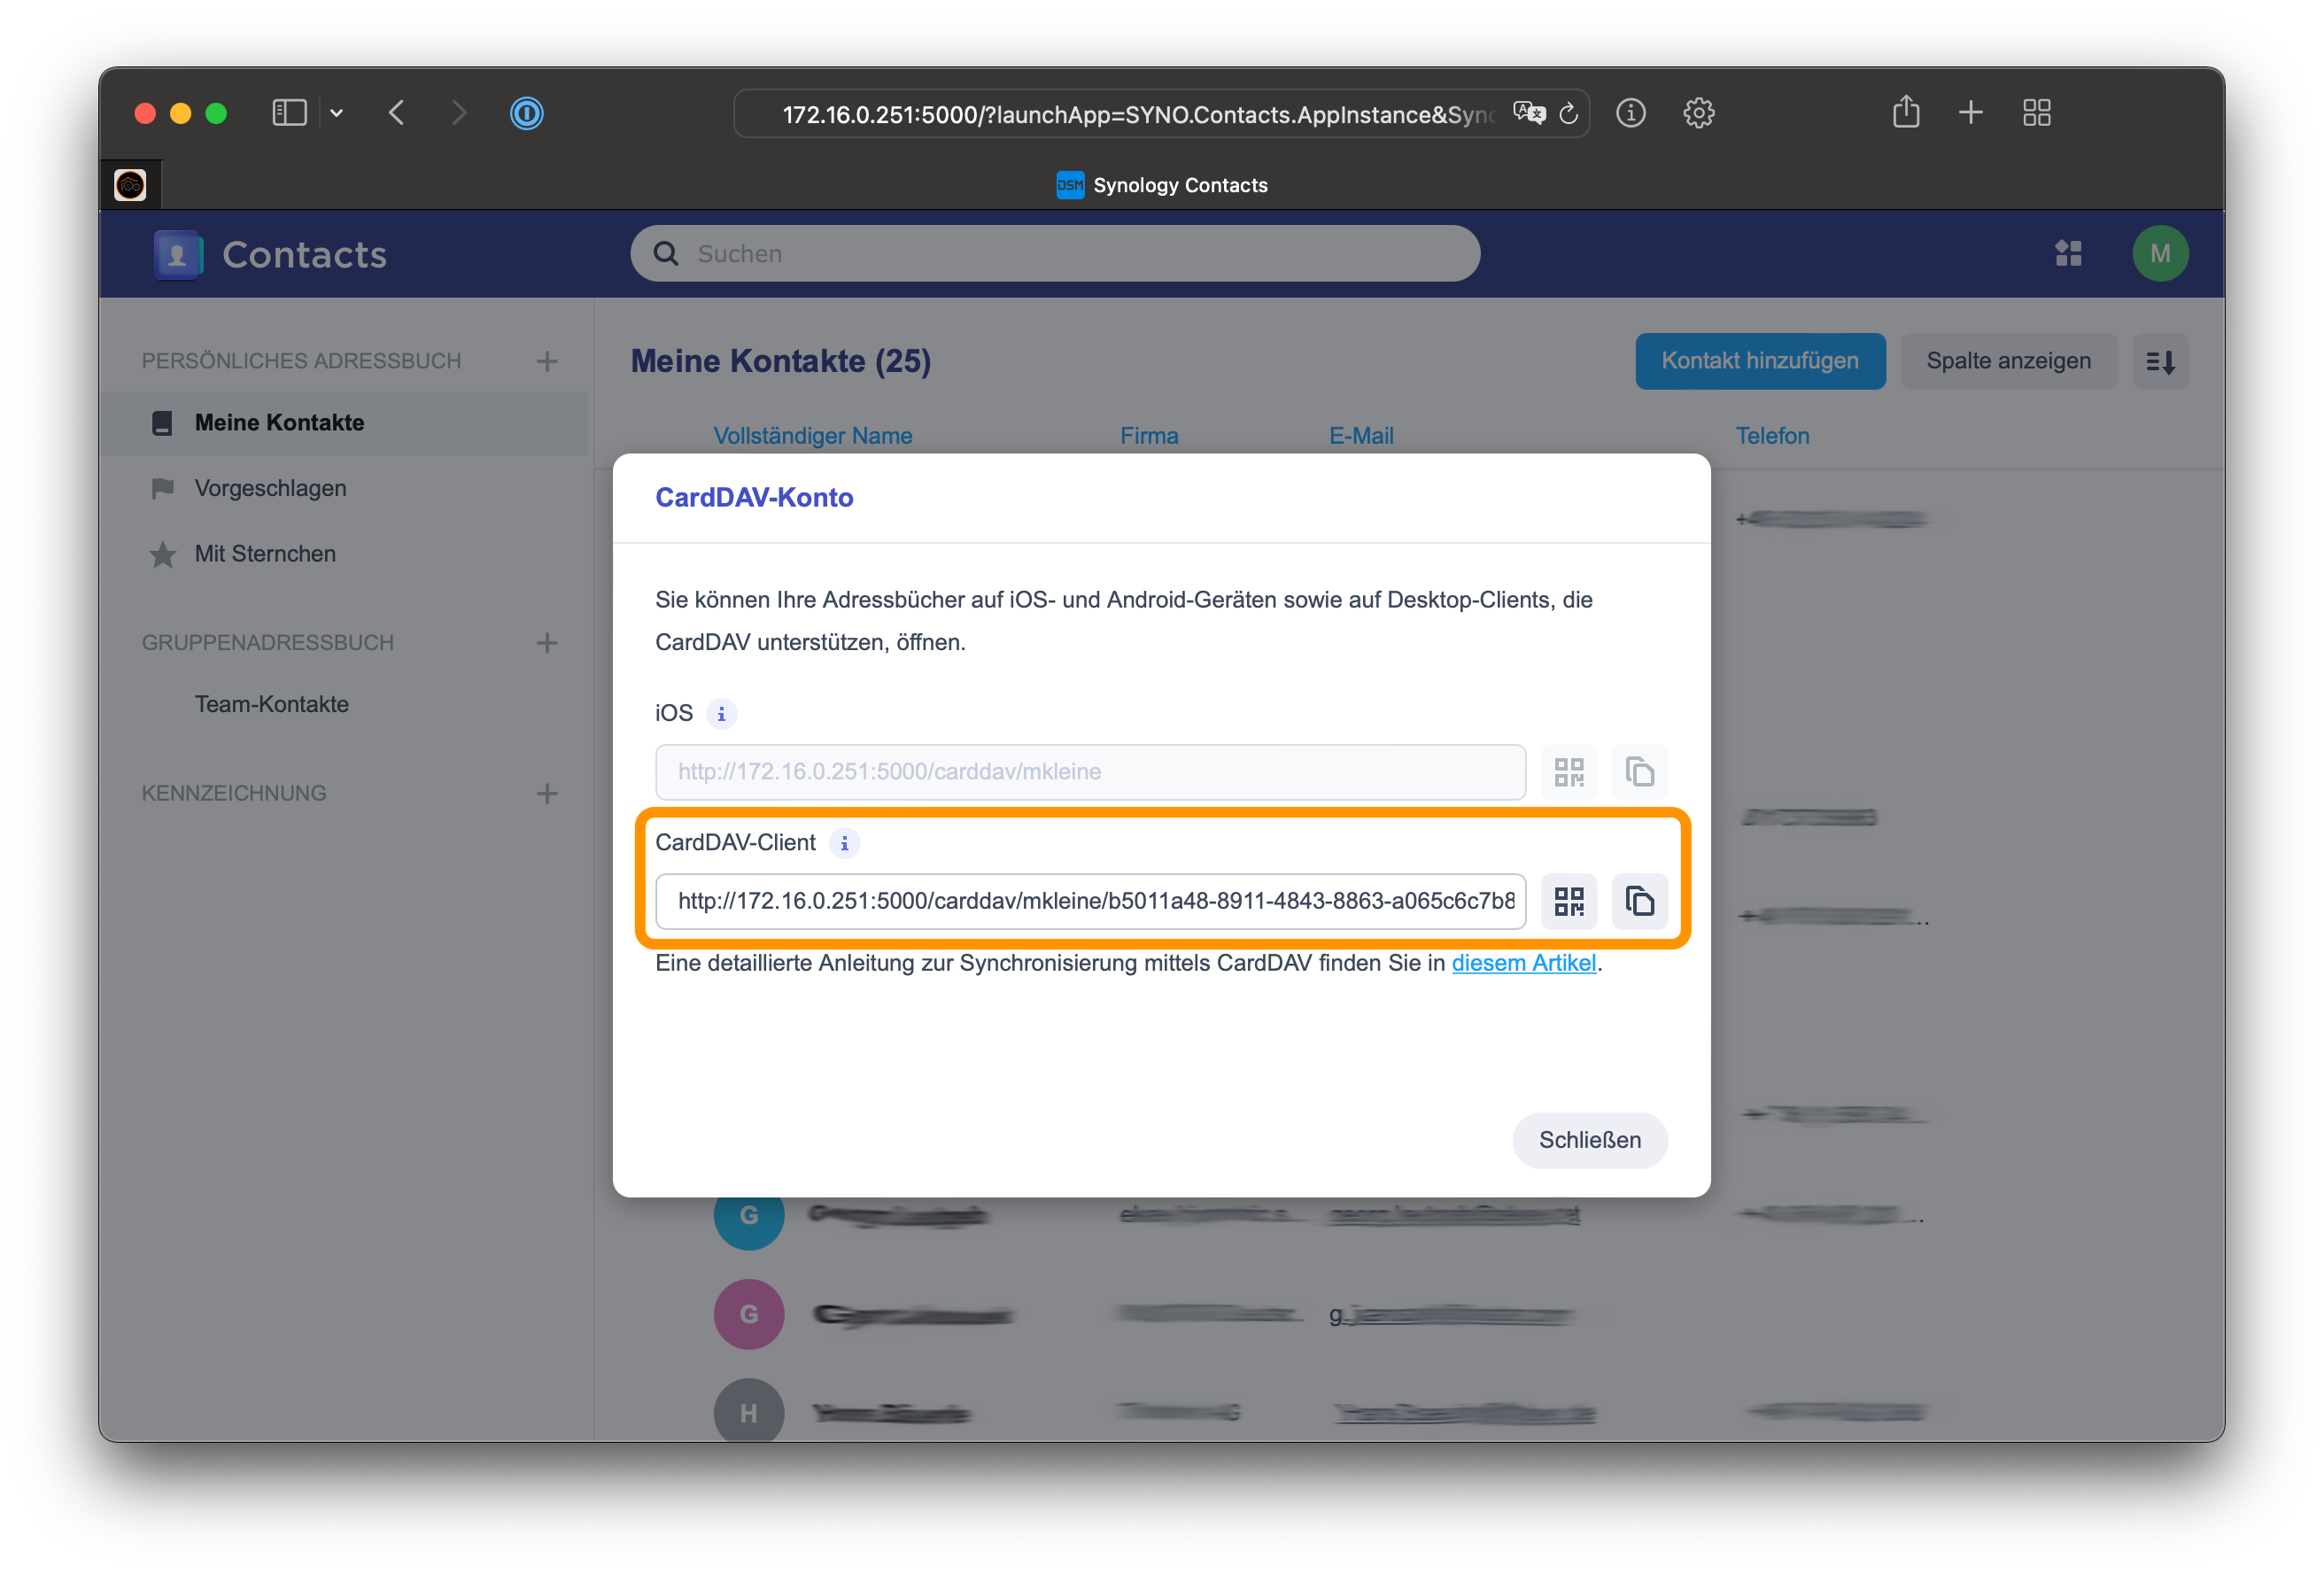 172.16.0.251:5000/?launchApp=SYNO.Contacts.AppInstance&Sync
DSM Synology Contacts
Contacts
Suchen
M
PERSÖNLICHES ADRESSBUCH
Meine Kontakte
Vorgeschlagen
Mit Sternchen
GRUPPENADRESSBUCH
Team-Kontakte
KENNZEICHNUNG
Meine Kontakte (25)
Kontakt hinzufügen
Spalte anzeigen
Vollständiger Name Firma E-Mail Telefon
CardDAV-Konto
Sie können Ihre Adressbücher auf iOS- und Android-Geräten sowie auf Desktop-Clients, die
CardDAV unterstützen, öffnen.
iOS
http://172.16.0.251:5000/carddav/mkleine
CardDAV-Client
http://172.16.0.251:5000/carddav/mkleine/b5011a48-8911-4843-8863-a065c6c7b8
Eine detaillierte Anleitung zur Synchronisierung mittels CardDAV finden Sie in diesem Artikel.
Schließen
G
G
H